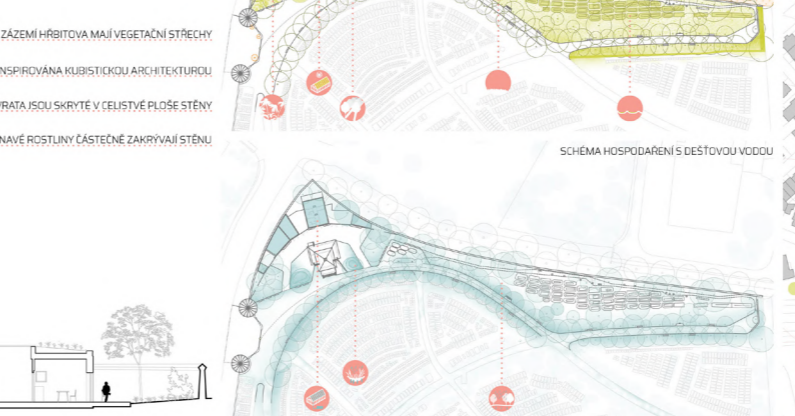 ZÁZEMÍ HŘBITOVA MAJÍ VEGETAČNÍ STŘECHY
INSPIROVÁNA KUBISTICKOU ARCHITEKTUROU
VRATA JSOU SKRYTÉ V CELISTVÉ PLOŠE STĚNY
NAVÉ ROSTLINY ČÁSTEČNĚ ZAKRÝVAJÍ STĚNU
SCHÉMA HOSPODAŘENÍ S DEŠŤOVOU VODOU